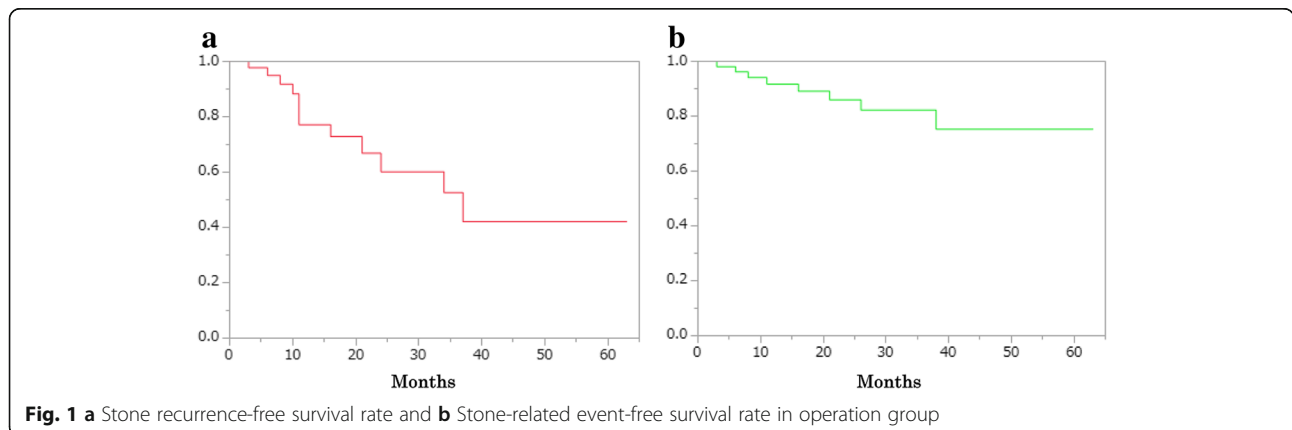 a
1.0
0.8
0.6
0.4
0.2
0.0
0 10 20 30 40 50 60
Months
b
1.0
0.8
0.6
0.4
0.2
0.0
0 10 20 30 40 50 60
Months
Fig. 1 a Stone recurrence-free survival rate and b Stone-related event-free survival rate in operation group